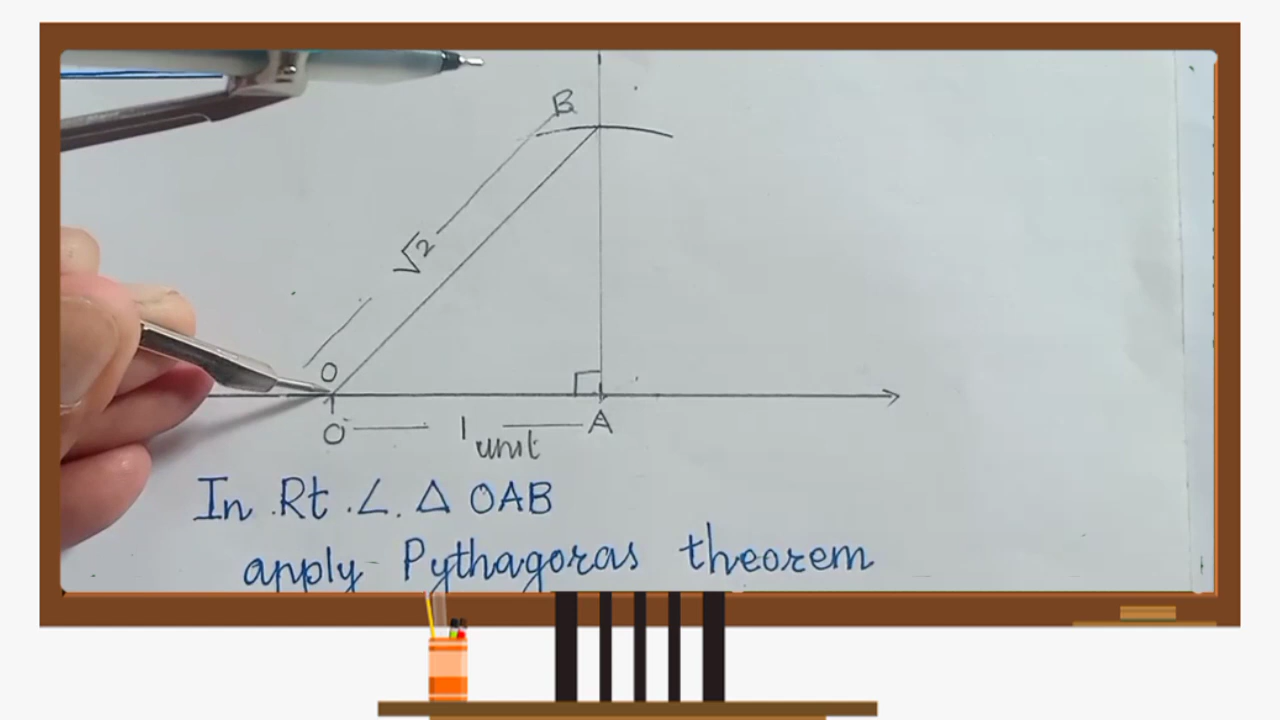 B
√2
O
O 1 unit A
In Rt. ∠. △ OAB
apply Pythagoras theorem